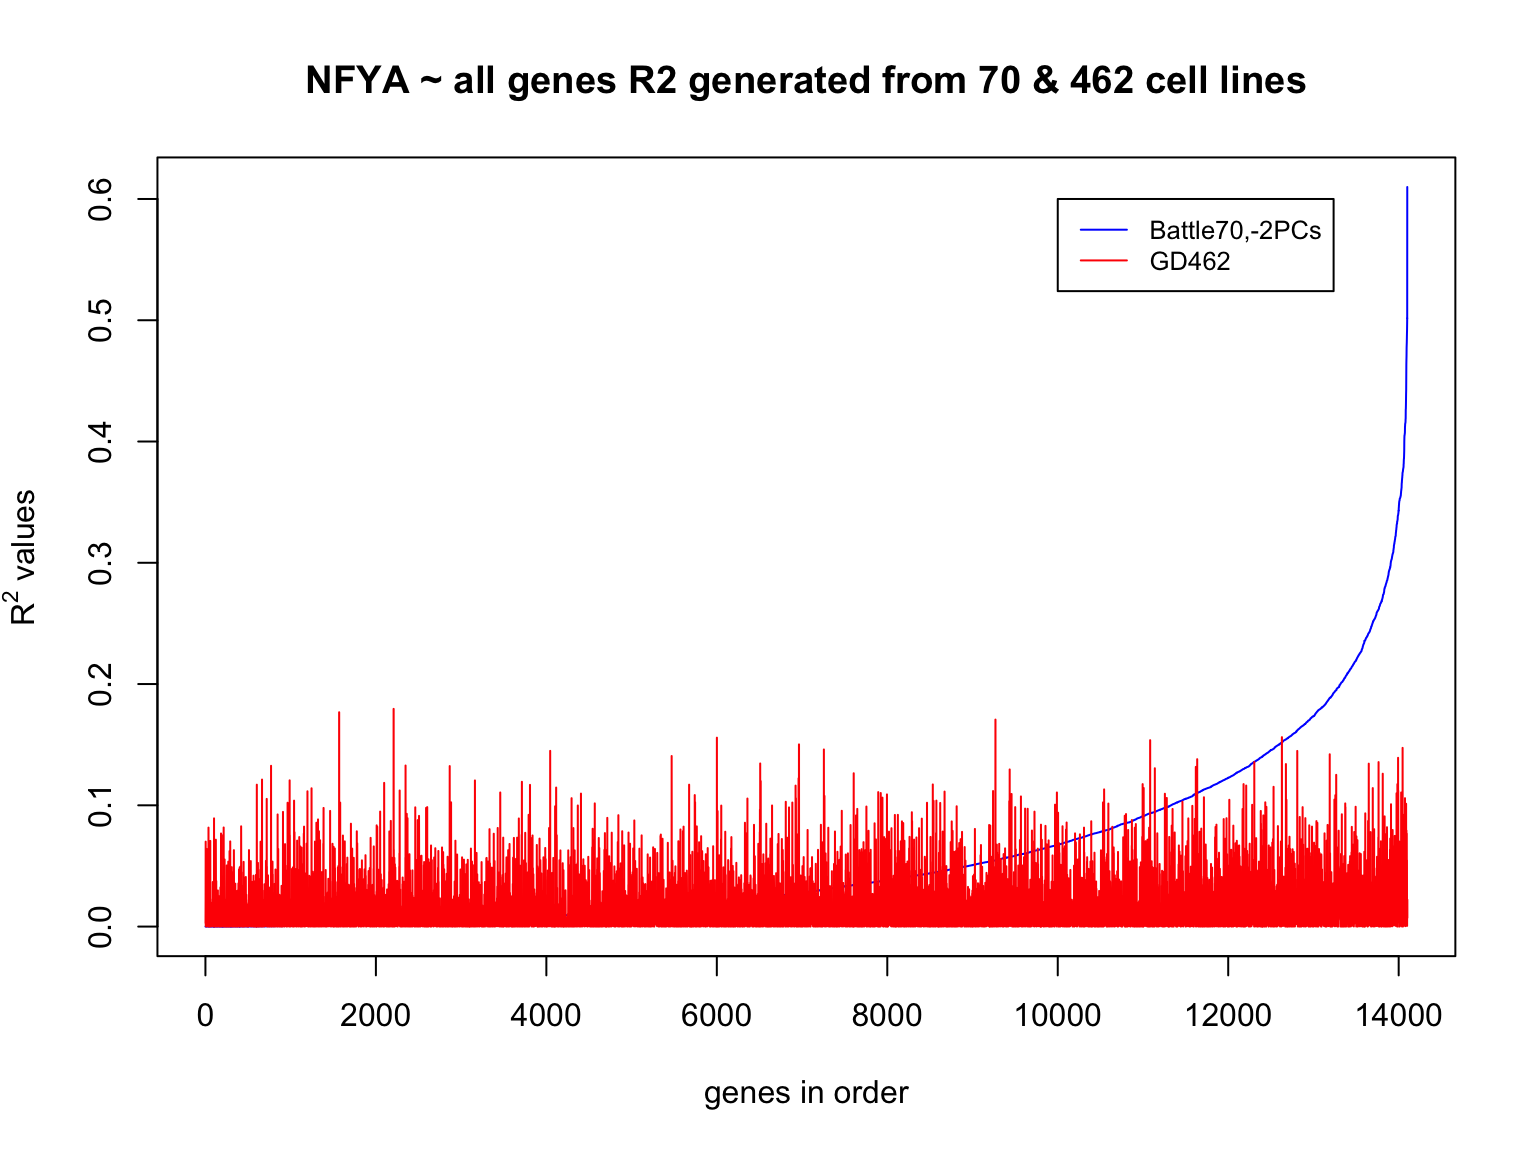 NFYA ~ all genes R2 generated from 70 & 462 cell lines
R2 values
0.6
0.5
0.4
0.3
0.2
0.1
0.0
Battle70,-2PCs
GD462
0 2000 4000 6000 8000 10000 12000 14000
genes in order